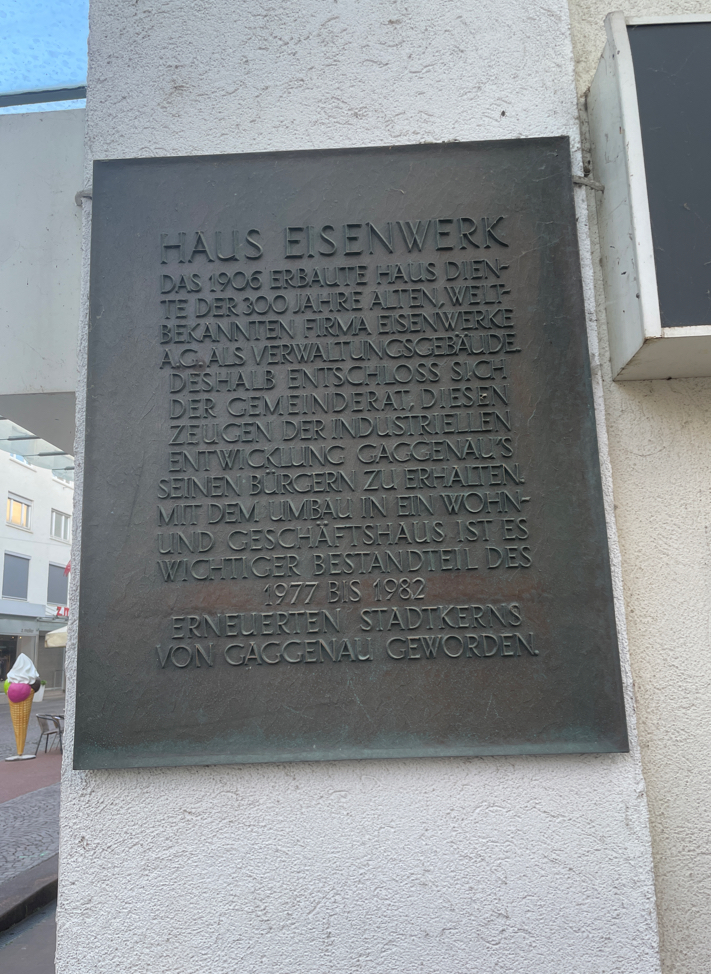 HAUS EISENWERK
DAS 1906 ERBAUTE HAUS DIEN-
TE DER 300 JAHRE ALTEN, WELT-
BEKANNTEN FIRMA EISENWERKE
A.G. ALS VERWALTUNGSGEBÄUDE
DESHALB ENTSCHLOSS SICH
DER GEMEINDERAT, DIESEN
ZEUGEN DER INDUSTRIELLEN
ENTWICKLUNG GAGGENAU'S
SEINEN BÜRGERN ZU ERHALTEN.
MIT DEM UMBAU IN EIN WOHN-
UND GESCHÄFTSHAUS IST ES
WICHTIGER BESTANDTEIL DES
1977 BIS 1982
ERNEUERTEN STADTKERNS
VON GAGGENAU GEWORDEN.